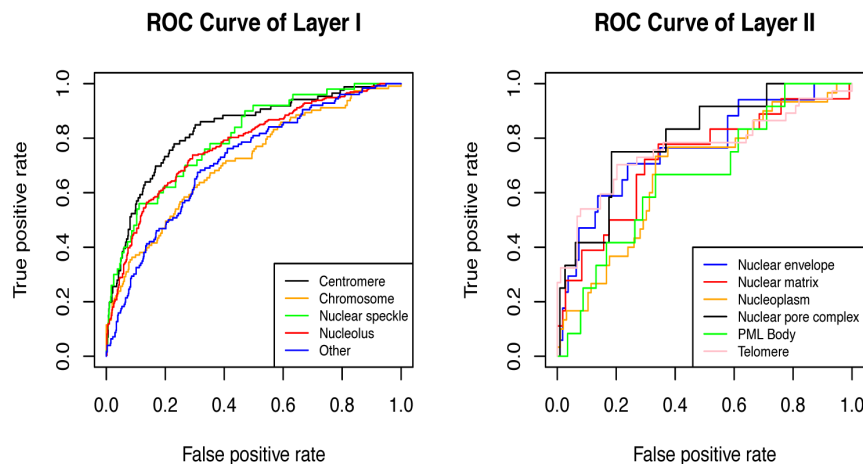 ROC Curve of Layer I
True positive rate
1.0
0.8
0.6
0.4
0.2
0.0
Centromere
Chromosome
Nuclear speckle
Nucleolus
Other
0.0 0.2 0.4 0.6 0.8 1.0
False positive rate
ROC Curve of Layer II
True positive rate
1.0
0.8
0.6
0.4
0.2
0.0
Nuclear envelope
Nuclear matrix
Nucleoplasm
Nuclear pore complex
PML Body
Telomere
0.0 0.2 0.4 0.6 0.8 1.0
False positive rate